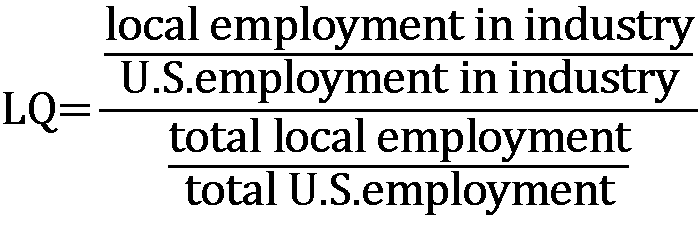 local employment in industry
U.S.employment in industry
LQ=
total local employment
total U.S.employment